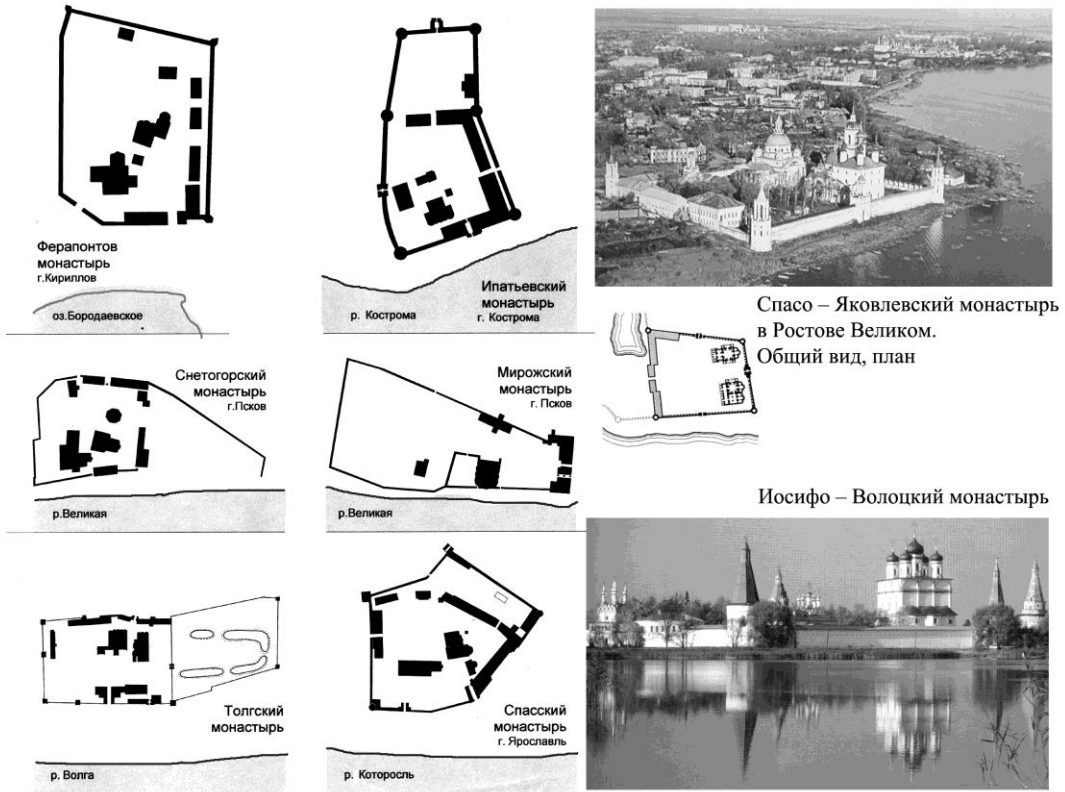 Ферапонтов
монастырь
г.Кириллов
оз.Бородаевское
Ипатьевский
монастырь
г. Кострома
р. Кострома
Спасо – Яковлевский монастырь
в Ростове Великом.
Общий вид, план
Снетогорский
монастырь
г.Псков
р.Великая
Мирожский
монастырь
г. Псков
р.Великая
Иосифо – Волоцкий монастырь
Толгский
монастырь
р. Волга
Спасский
монастырь
г. Ярославль
р. Которосль